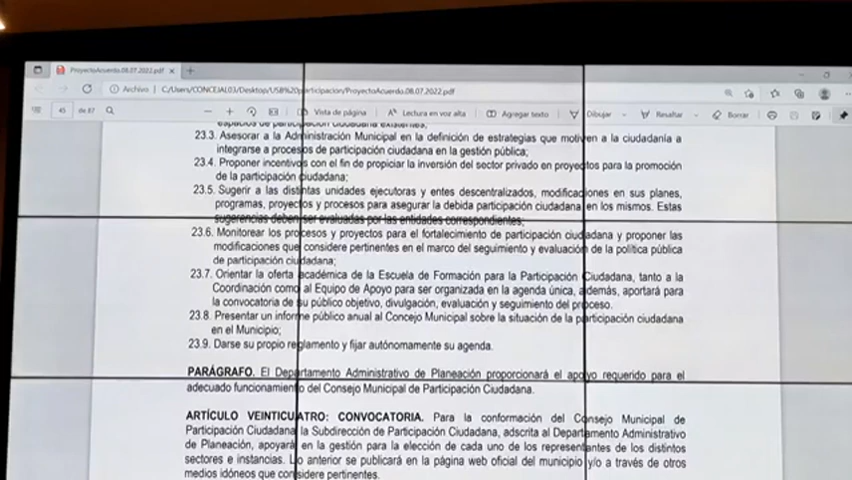 ProyectoAcuerdo.08.07.2022.pdf
Archivo | C:/Users/CONCEJAL03/Desktop/USB%20participacion/ProyectoAcuerdo.08.07.2022.pdf
45 de 87 Vista de página Lectura en voz alta Agregar texto Dibujar Resaltar Borrar
espacios de participación ciudadana existentes;
23.3. Asesorar a la Administración Municipal en la definición de estrategias que motiven a la ciudadanía a
integrarse a procesos de participación ciudadana en la gestión pública;
23.4. Proponer incentivos con el fin de propiciar la inversión del sector privado en proyectos para la promoción
de la participación ciudadana;
23.5. Sugerir a las distintas unidades ejecutoras y entes descentralizados, modificaciones en sus planes,
programas, proyectos y procesos para asegurar la debida participación ciudadana en los mismos. Estas
sugerencias deben ser evaluadas por las entidades correspondientes;
23.6. Monitorear los procesos y proyectos para el fortalecimiento de participación ciudadana y proponer las
modificaciones que considere pertinentes en el marco del seguimiento y evaluación de la política pública
de participación ciudadana;
23.7. Orientar la oferta académica de la Escuela de Formación para la Participación Ciudadana, tanto a la
Coordinación como al Equipo de Apoyo para ser organizada en la agenda única, además, aportará para
la convocatoria de su público objetivo, divulgación, evaluación y seguimiento del proceso.
23.8. Presentar un informe público anual al Concejo Municipal sobre la situación de la participación ciudadana
en el Municipio;
23.9. Darse su propio reglamento y fijar autónomamente su agenda.
PARÁGRAFO. El Departamento Administrativo de Planeación proporcionará el apoyo requerido para el
adecuado funcionamiento del Consejo Municipal de Participación Ciudadana.
ARTÍCULO VEINTICUATRO: CONVOCATORIA. Para la conformación del Consejo Municipal de
Participación Ciudadana la Subdirección de Participación Ciudadana, adscrita al Departamento Administrativo
de Planeación, apoyará en la gestión para la elección de cada uno de los representantes de los distintos
sectores e instancias. Lo anterior se publicará en la página web oficial del municipio y/o a través de otros
medios idóneos que considere pertinentes.